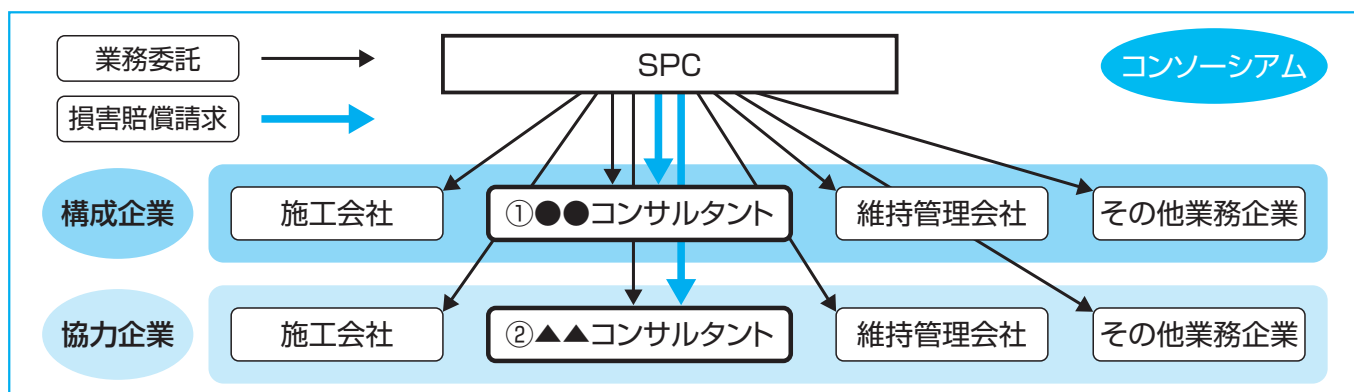 業務委託
SPC
コンソーシアム
損害賠償請求
構成企業
施工会社
①●●コンサルタント
維持管理会社
その他業務企業
協力企業
施工会社
②▲▲コンサルタント
維持管理会社
その他業務企業